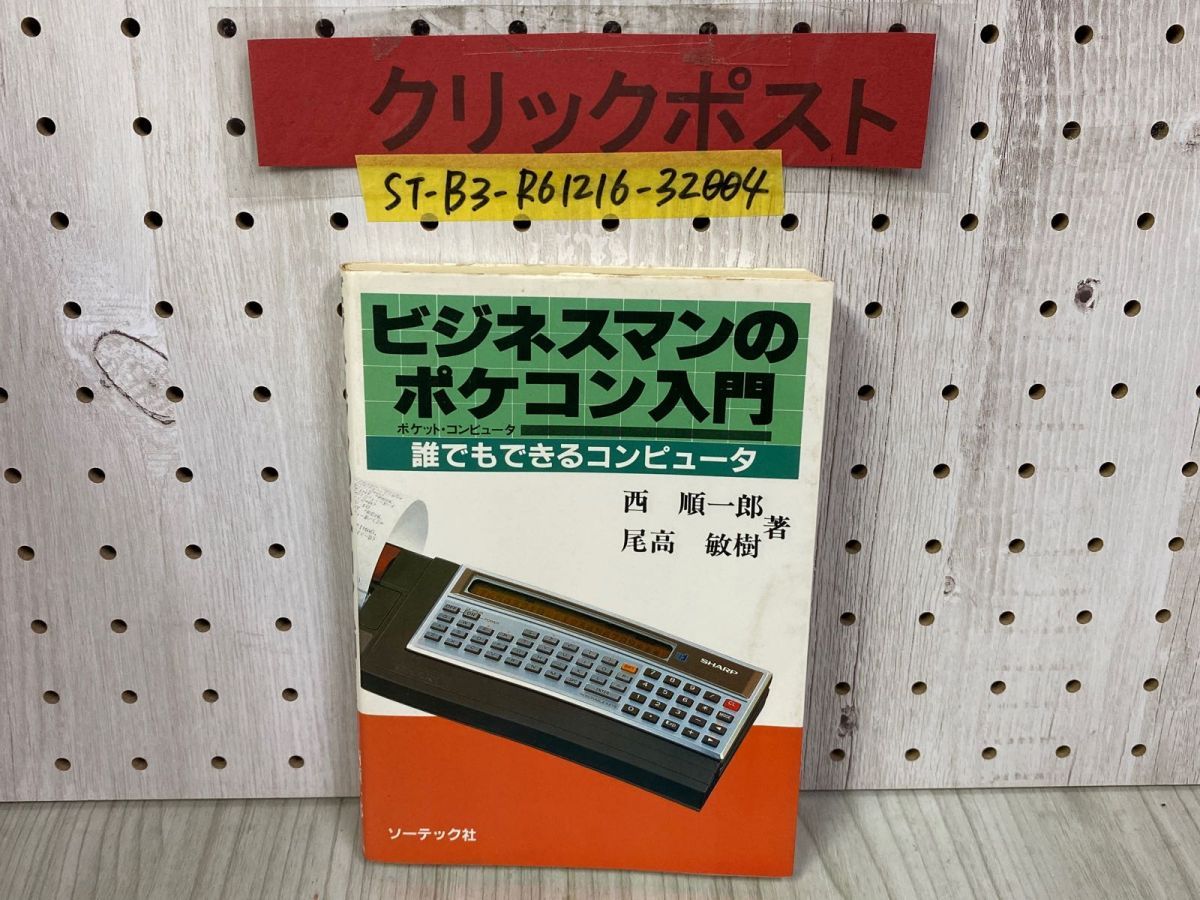 クリックポスト
ST-B3-R61216-32004
ビジネスマンの
ポケコン入門
ポケット・コンピュータ
誰でもできるコンピュータ
西 順一郎
尾高 敏樹
著
SHARP
CL
ソーテック社